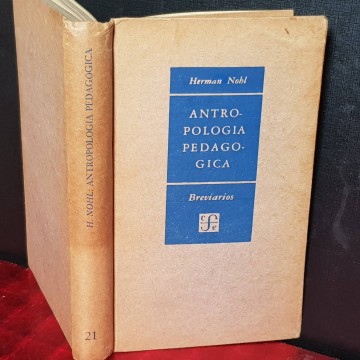 H. NOHL: ANTROPOLOGIA PEDAGOGICA
21
Herman Nohl
ANTRO-
POLOGIA
PEDAGO-
GICA
Breviarios
c f
e